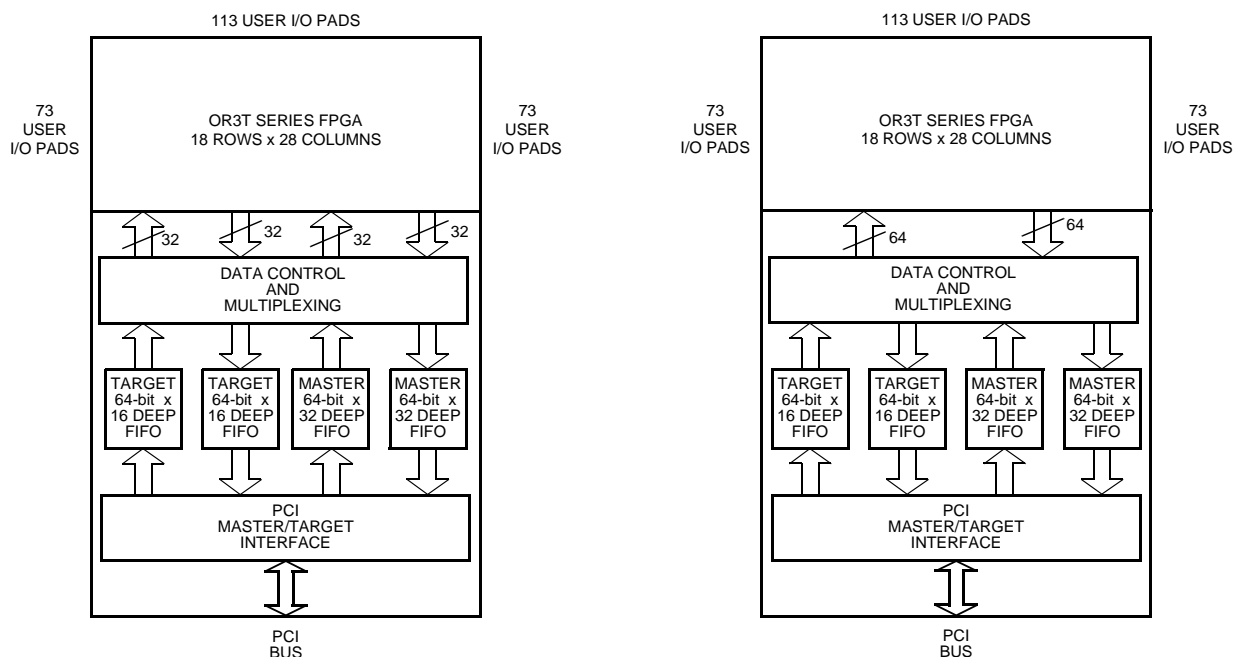 113 USER I/O PADS
73
USER
I/O PADS
OR3T SERIES FPGA
18 ROWS x 28 COLUMNS
73
USER
I/O PADS
32
32
32
32
DATA CONTROL
AND
MULTIPLEXING
TARGET
64-bit x
16 DEEP
FIFO
TARGET
64-bit x
16 DEEP
FIFO
MASTER
64-bit x
32 DEEP
FIFO
MASTER
64-bit x
32 DEEP
FIFO
PCI
MASTER/TARGET
INTERFACE
PCI
BUS
113 USER I/O PADS
73
USER
I/O PADS
OR3T SERIES FPGA
18 ROWS x 28 COLUMNS
73
USER
I/O PADS
64
64
DATA CONTROL
AND
MULTIPLEXING
TARGET
64-bit x
16 DEEP
FIFO
TARGET
64-bit x
16 DEEP
FIFO
MASTER
64-bit x
32 DEEP
FIFO
MASTER
64-bit x
32 DEEP
FIFO
PCI
MASTER/TARGET
INTERFACE
PCI
BUS